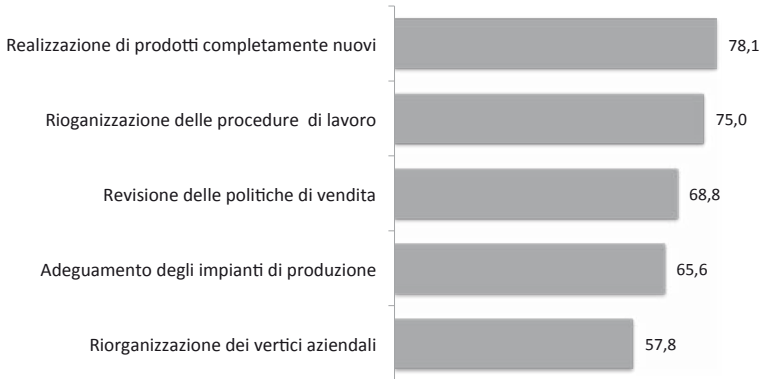 Realizzazione di prodotti completamente nuovi 78,1
Rioganizzazione delle procedure di lavoro 75,0
Revisione delle politiche di vendita 68,8
Adeguamento degli impianti di produzione 65,6
Riorganizzazione dei vertici aziendali 57,8